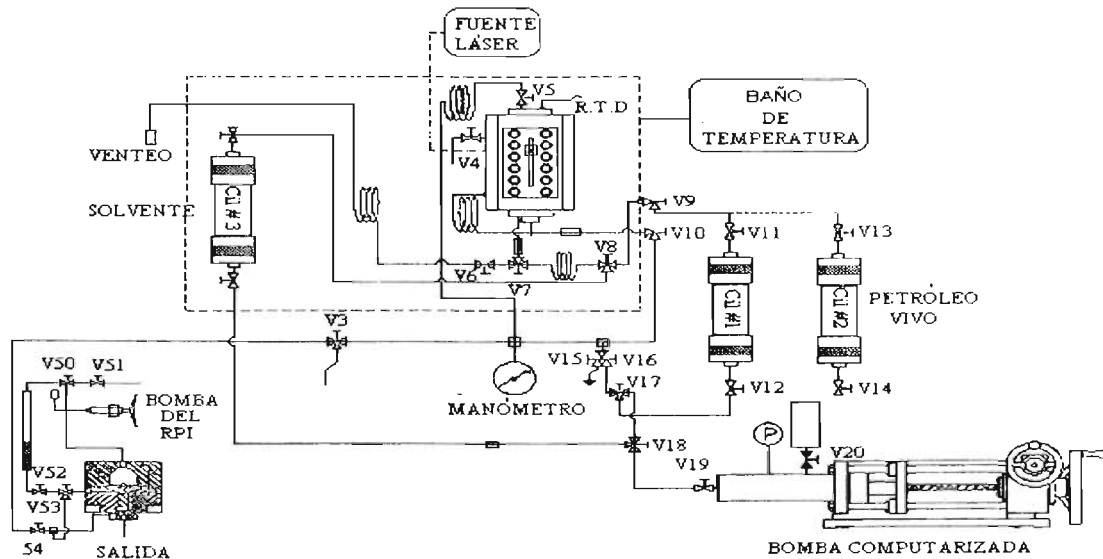 FUENTE
LÁSER
V5
R.T.D
BAÑO
DE
TEMPERATURA
VENTEO
V4
SOLVENTE
CIL#3
V9
V10
V11
V13
V8
V6
V7
CIL#1
CIL#2
PETRÓLEO
VIVO
V3
V15
V16
V50
V51
V17
V12
V14
MANÓMETRO
BOMBA
DEL
RPI
V18
P
V20
V19
V52
V53
54
SALIDA
BOMBA COMPUTARIZADA